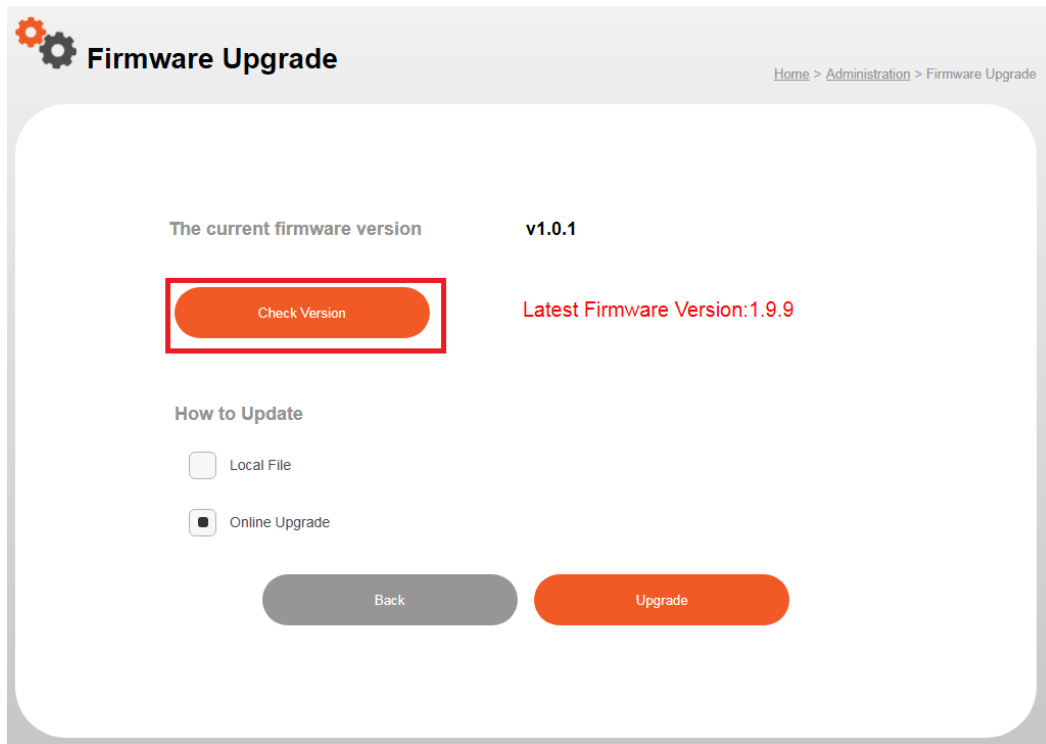 Firmware Upgrade
Home > Administration > Firmware Upgrade
The current firmware version v1.0.1
Check Version Latest Firmware Version:1.9.9
How to Update
Local File
Online Upgrade
Back Upgrade